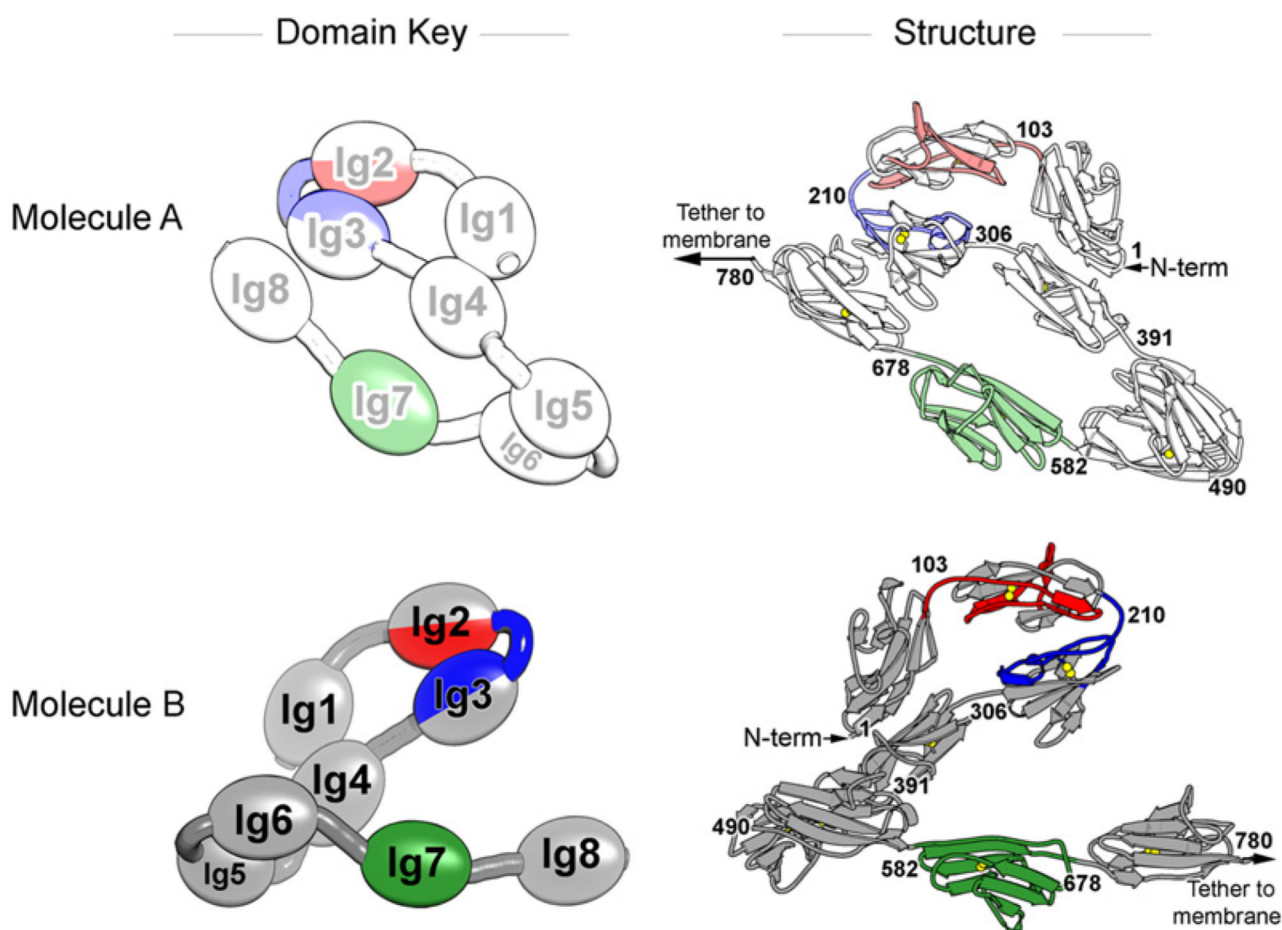 Domain Key
Structure
Molecule A
Ig2
Ig3
Ig1
Ig8
Ig4
Ig7
Ig5
Ig6
103
210
Tether to
membrane
306
1
N-term
780
391
678
582
490
Molecule B
Ig2
Ig3
Ig1
Ig4
Ig6
Ig5
Ig7
Ig8
103
210
306
N-term
1
391
490
582
678
780
Tether to
membrane